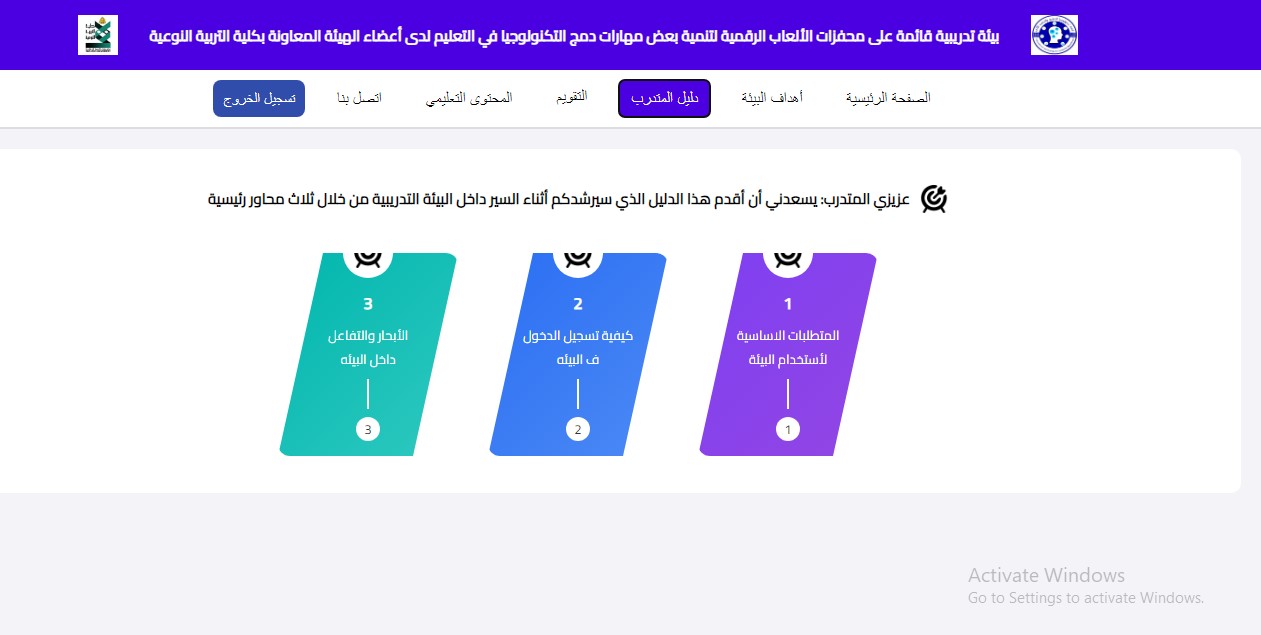 بيئة تدريبية قائمة على محفزات الألعاب الرقمية لتنمية بعض مهارات دمج التكنولوجيا في التعليم لدى أعضاء الهيئة المعاونة بكلية التربية النوعية
الصفحة الرئيسية
أهداف البيئة
دليل المتدرب
التقويم
المحتوى التعليمي
اتصل بنا
تسجيل الخروج
عزيزي المتدرب: يسعدني أن أقدم هذا الدليل الذي سيرشدكم أثناء السير داخل البيئة التدريبية من خلال ثلاث محاور رئيسية
1
المتطلبات الاساسية
لأستخدام البيئة
1
2
كيفية تسجيل الدخول
ف البيئه
2
3
الأبحار والتفاعل
داخل البيئه
3
Activate Windows
Go to Settings to activate Windows.